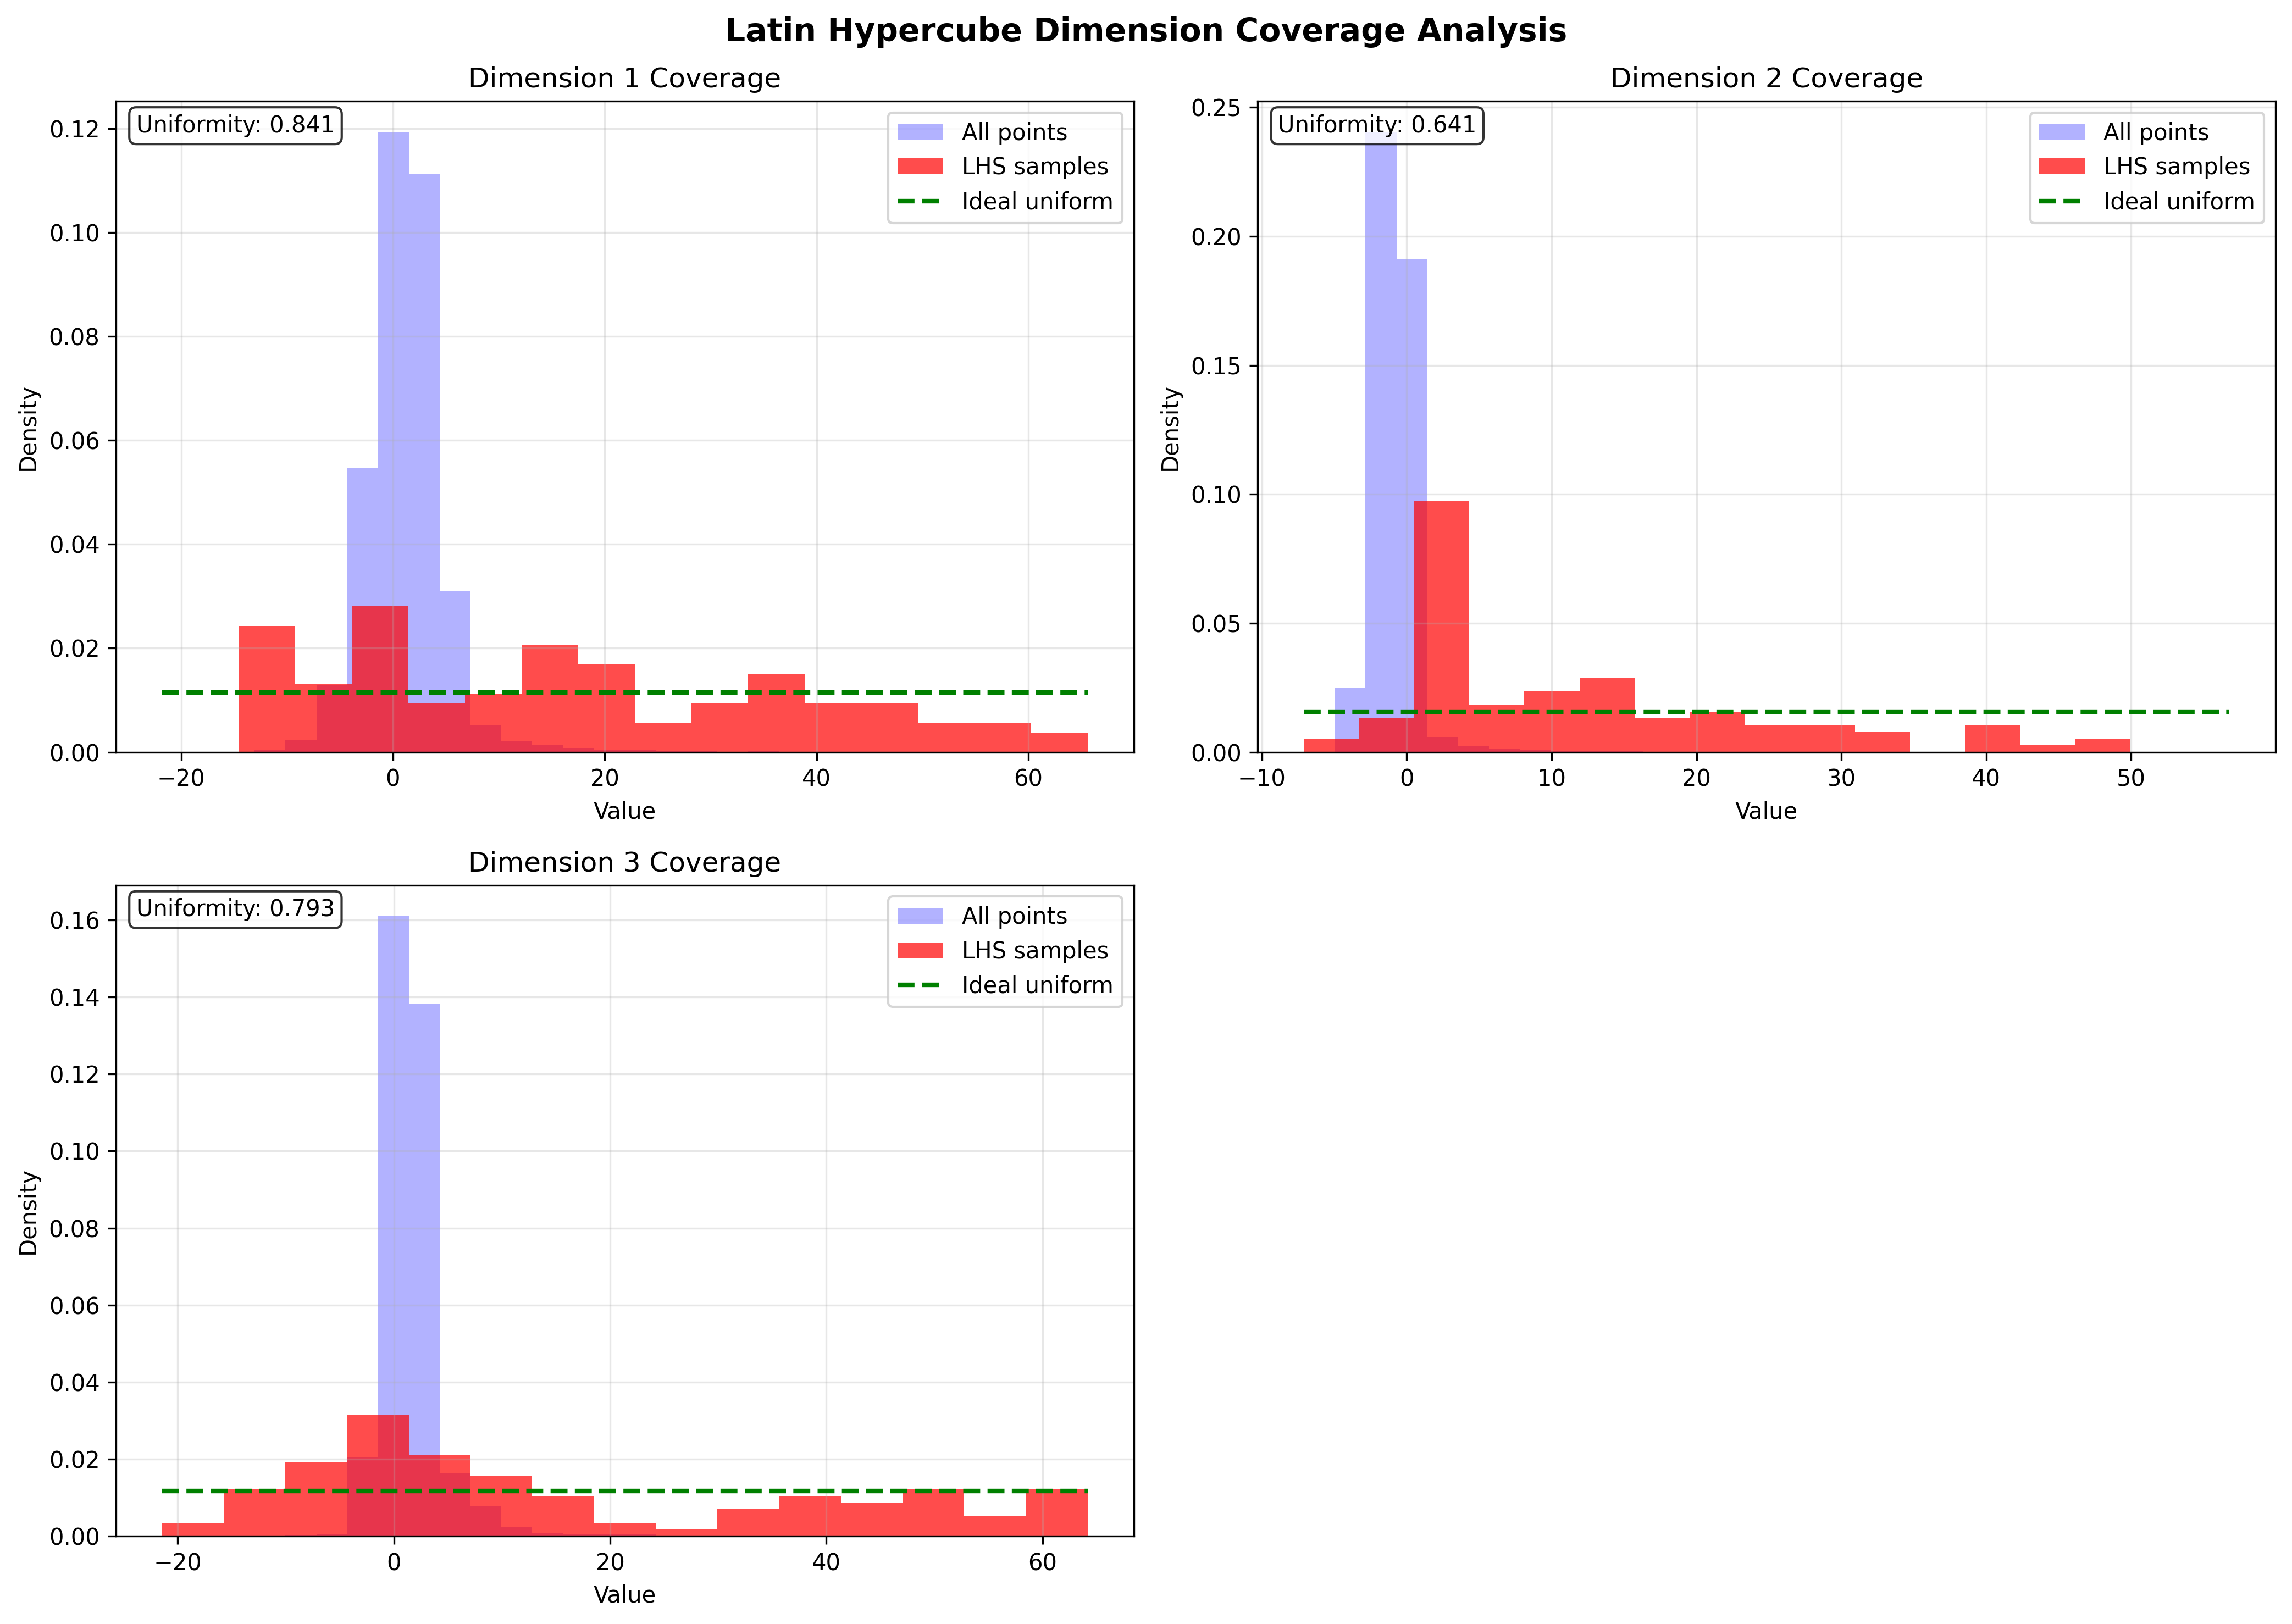 Latin Hypercube Dimension Coverage Analysis
Dimension 1 Coverage
Uniformity: 0.841
All points
LHS samples
Ideal uniform
0.12
0.10
0.08
0.06
0.04
0.02
0.00
Density
−20 0 20 40 60
Value
Dimension 2 Coverage
Uniformity: 0.641
All points
LHS samples
Ideal uniform
0.25
0.20
0.15
0.10
0.05
0.00
Density
−10 0 10 20 30 40 50
Value
Dimension 3 Coverage
Uniformity: 0.793
All points
LHS samples
Ideal uniform
0.16
0.14
0.12
0.10
0.08
0.06
0.04
0.02
0.00
Density
−20 0 20 40 60
Value